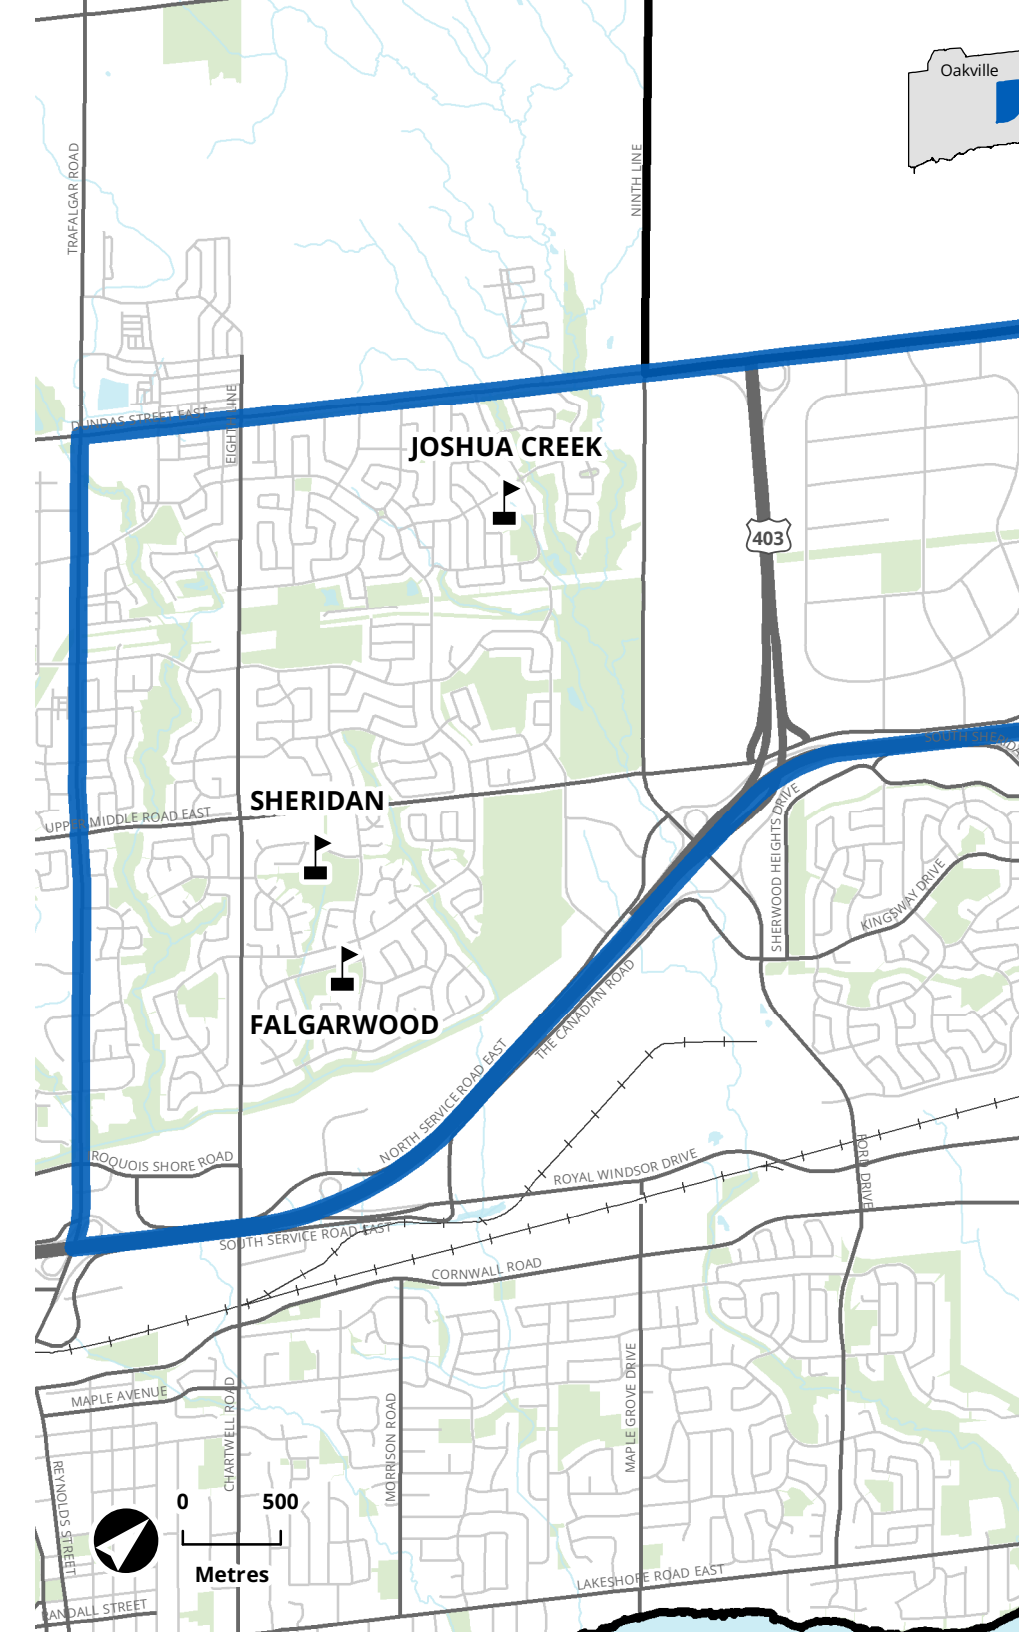 Oakville
TRAFALGAR ROAD
NINTH LINE
DUNDAS STREET EAST
EIGHTH LINE
JOSHUA CREEK
403
SOUTH
SHERIDAN
UPPER MIDDLE ROAD EAST
SHERWOOD HEIGHTS DRIVE
KINGSWAY DRIVE
FALGARWOOD
THE CANADIAN ROAD
NORTH SERVICE ROAD EAST
ROQUOIS SHORE ROAD
ROYAL WINDSOR DRIVE
FORD DRIVE
SOUTH SERVICE ROAD EAST
CORNWALL ROAD
MAPLE AVENUE
CHARTWELL ROAD
MORRISON ROAD
MAPLE GROVE DRIVE
REYNOLDS STREET
0 500
Metres
LAKESHORE ROAD EAST
RANDALL STREET